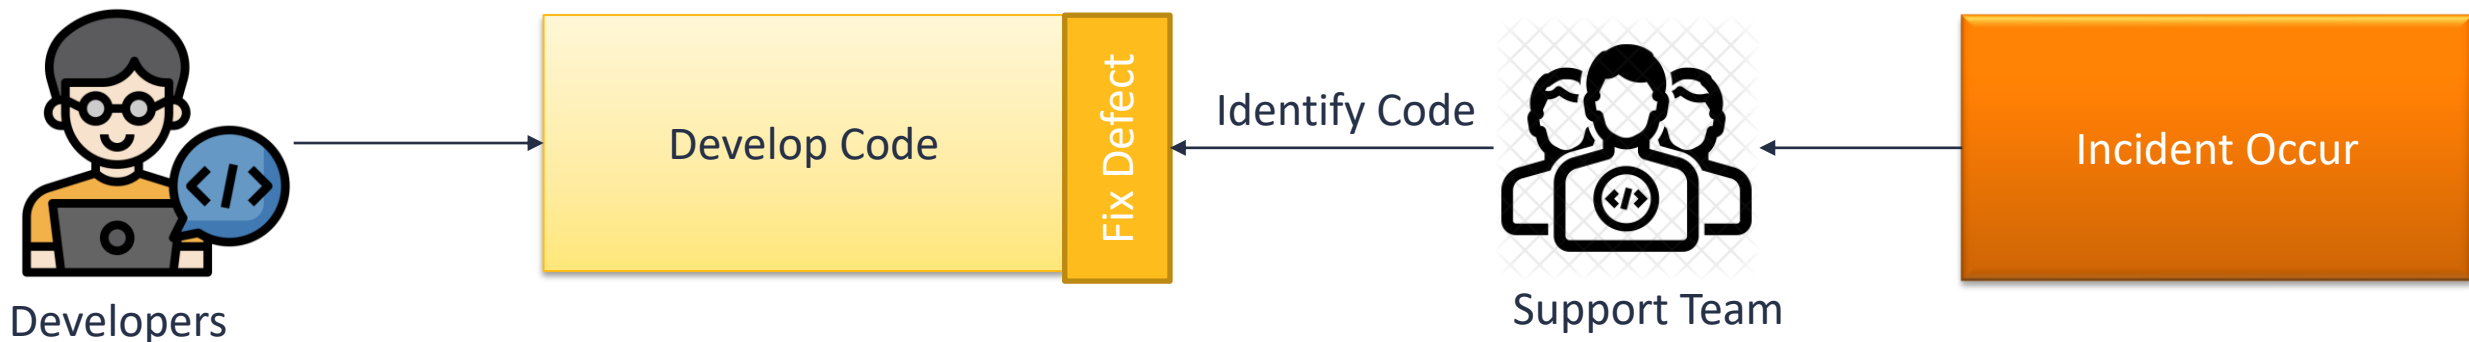 Developers
Develop Code
Fix Defect
Identify Code
</>
Support Team
</>
Incident Occur